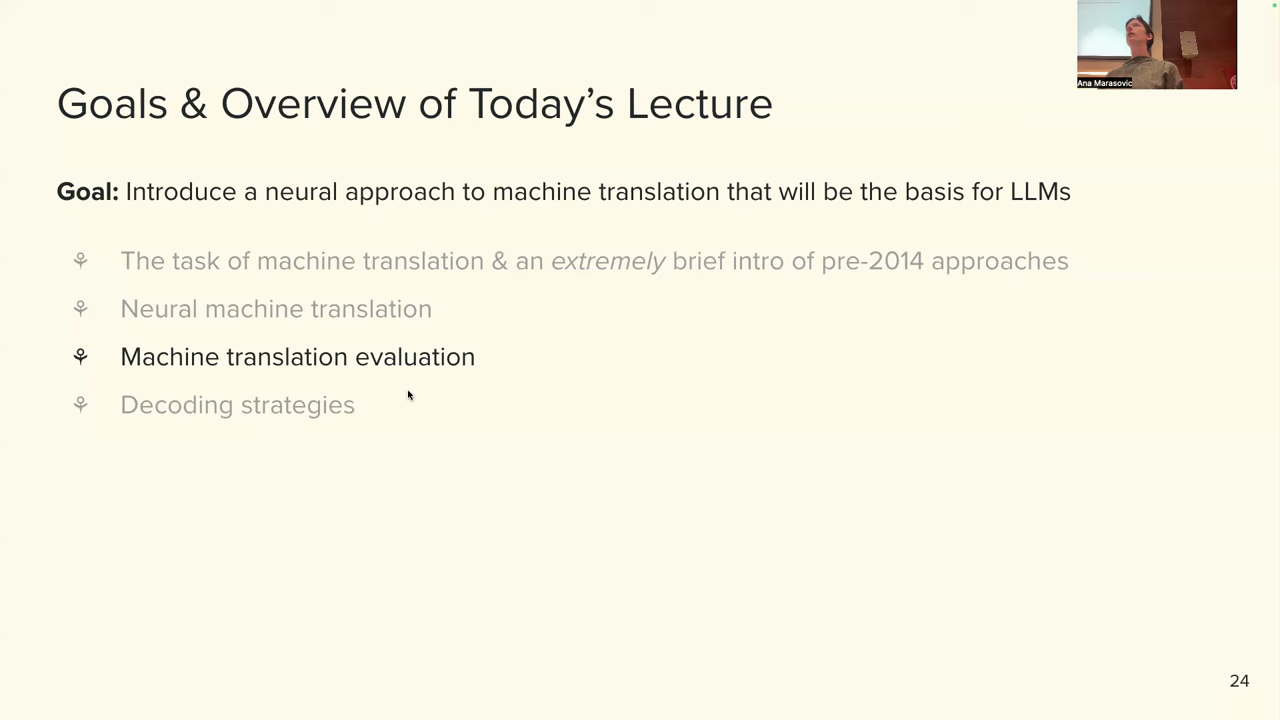 Ana Marasovic
Goals & Overview of Today's Lecture
Goal: Introduce a neural approach to machine translation that will be the basis for LLMs
The task of machine translation & an extremely brief intro of pre-2014 approaches
Neural machine translation
Machine translation evaluation
Decoding strategies
24